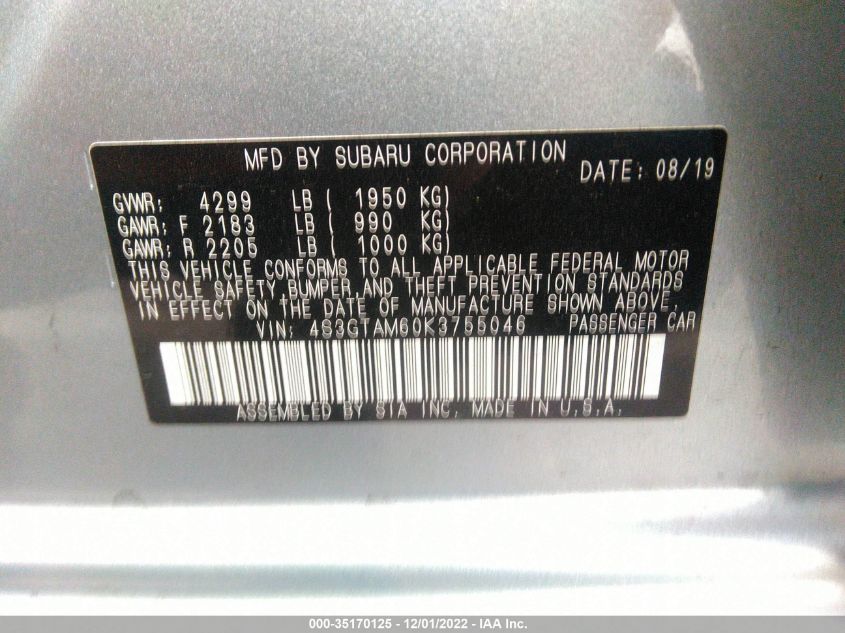 MFD BY SUBARU CORPORATION
DATE: 08/19
GVWR: 4299 LB ( 1950 KG)
GAWR: F 2183 LB ( 990 KG)
GAWR: R 2205 LB ( 1000 KG)
THIS VEHICLE CONFORMS TO ALL APPLICABLE FEDERAL MOTOR
VEHICLE SAFETY, BUMPER, AND THEFT PREVENTION STANDARDS
IN EFFECT ON THE DATE OF MANUFACTURE SHOWN ABOVE.
VIN: 4S3GTAM60K3755046 PASSENGER CAR
ASSEMBLED BY SIA INC. MADE IN U.S.A.
000-35170125 - 12/01/2022 - IAA Inc.